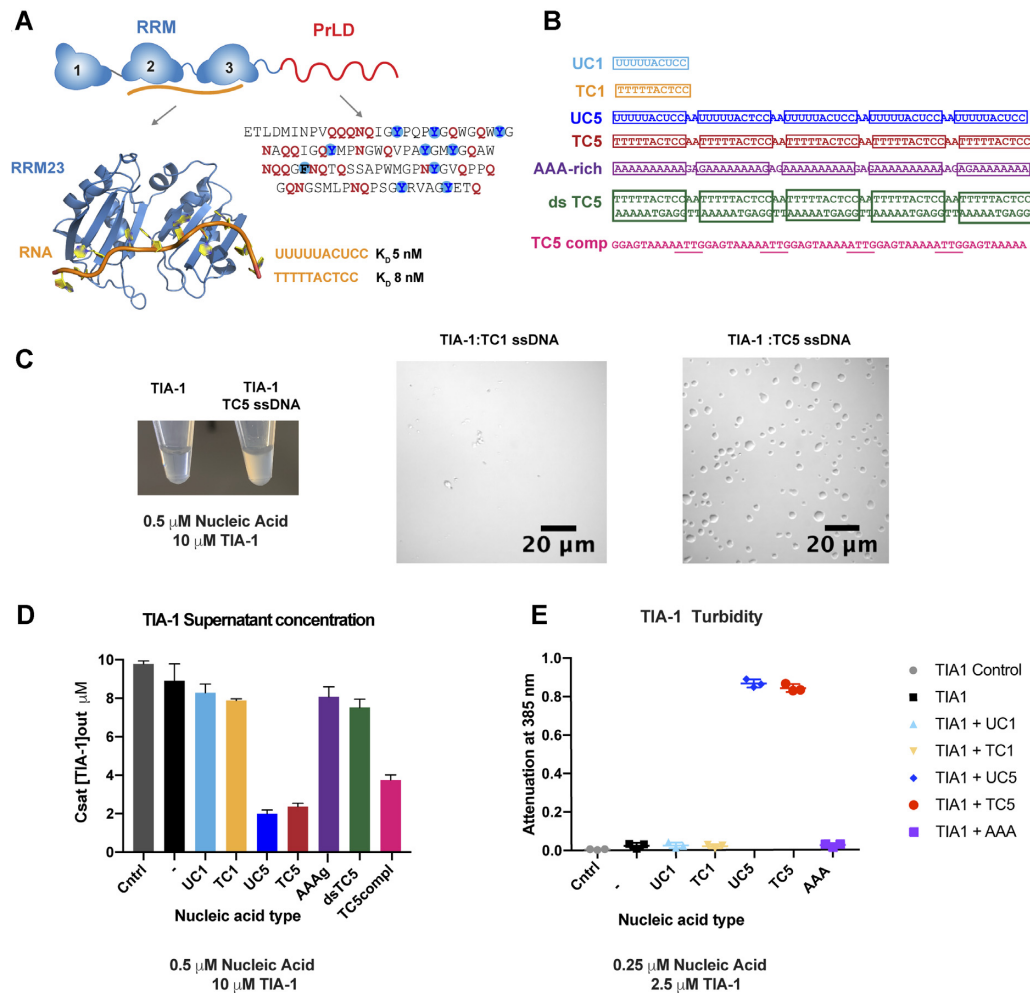 A
RRM
PrLD
1
2
3
ETLDMINPVQQQNQIGYPQPYGQWGQWYG
NAQQIGQYMPNGWQVPAYGMYGQAW
NQQGFNQTQSSAPWMGPNYGVQPPQ
GQNGSMLPNQPSGYRVAGYETQ
RRM23
RNA
UUUUUACUCC KD 5 nM
TTTTTACTCC KD 8 nM
B
UC1 UUUUUACUCC
TC1 TTTTTACTCC
UC5 UUUUUACUCCAAUUUUUACUCCAAUUUUUACUCCAAUUUUUACUCCAAUUUUUACUCC
TC5 TTTTTACTCCAATTTTTACTCCAATTTTTACTCCAATTTTTACTCCAATTTTTACTCC
AAA-rich
ds TC5 TTTTTACTCCAATTTTTACTCCAATTTTTACTCCAATTTTTACTCCAATTTTTACTCC
AAAAATGAGGTTAAAAATGAGGTTAAAAATGAGGTTAAAAATGAGGTTAAAAATGAGG
TC5 comp GGAGTAAAAATTGGAGTAAAAATTGGAGTAAAAATTGGAGTAAAAATTGGAGTAAAAA
C
TIA-1
TIA-1
TC5 ssDNA
0.5 μM Nucleic Acid
10 μM TIA-1
TIA-1:TC1 ssDNA
20 μm
TIA-1 :TC5 ssDNA
20 μm
D
TIA-1 Supernatant concentration
Csat [TIA-1]out μM
10
8
6
4
2
0
Cntrl
-
UC1
TC1
UC5
TC5
AAAg
dsTC5
TC5compl
Nucleic acid type
0.5 μM Nucleic Acid
10 μM TIA-1
E
TIA-1 Turbidity
Attenuation at 385 nm
1.0
0.8
0.6
0.4
0.2
0.0
Cntrl
-
UC1
TC1
UC5
TC5
AAA
Nucleic acid type
0.25 μM Nucleic Acid
2.5 μM TIA-1
TIA1 Control
TIA1
TIA1 + UC1
TIA1 + TC1
TIA1 + UC5
TIA1 + TC5
TIA1 + AAA